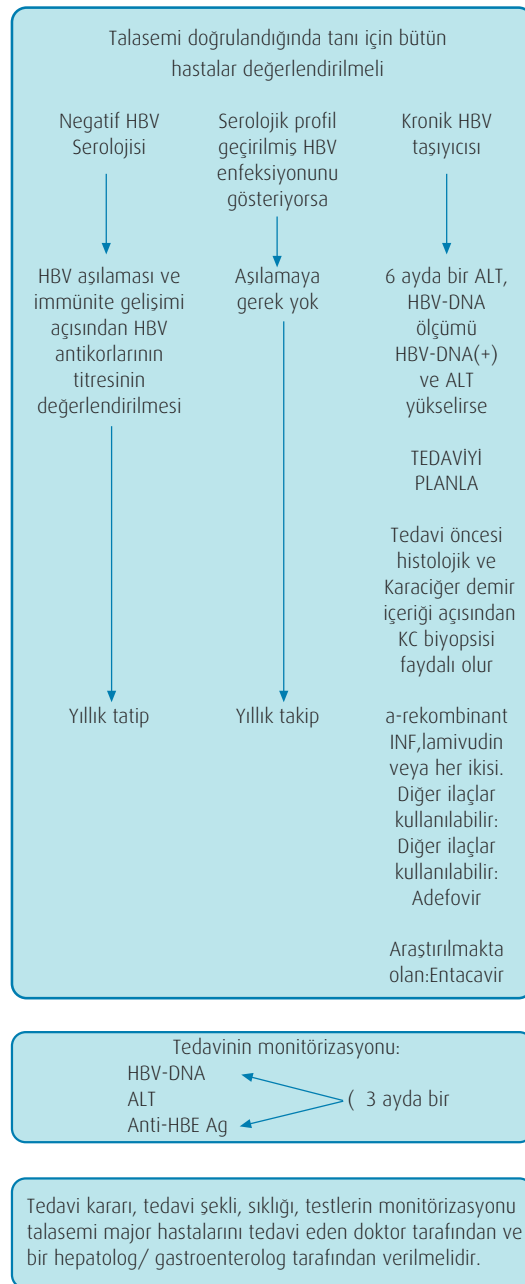 Talasemi doğrulandığında tanı için bütün
hastalar değerlendirilmeli
Negatif HBV
Serolojisi
HBV aşılaması ve
immünite gelişimi
açısından HBV
antikorlarının
titresinin
değerlendirilmesi
Yıllık tatip
Serolojik profil
geçirilmiş HBV
enfeksiyonunu
gösteriyorsa
Aşılamaya
gerek yok
Yıllık takip
Kronik HBV
taşıyıcısı
6 ayda bir ALT,
HBV-DNA
ölçümü
HBV-DNA(+)
ve ALT
yükselirse
TEDAVİYİ
PLANLA
Tedavi öncesi
histolojik ve
Karaciğer demir
içeriği açısından
KC biyopsisi
faydalı olur
a-rekombinant
INF,lamivudin
veya her ikisi.
Diğer ilaçlar
kullanılabilir:
Diğer ilaçlar
kullanılabilir:
Adefovir
Araştırılmakta
olan:Entacavir
Tedavinin monitörizasyonu:
HBV-DNA
ALT
( 3 ayda bir
Anti-HBE Ag
Tedavi kararı, tedavi şekli, sıklığı, testlerin monitörizasyonu
talasemi major hastalarını tedavi eden doktor tarafından ve
bir hepatolog/ gastroenterolog tarafından verilmelidir.